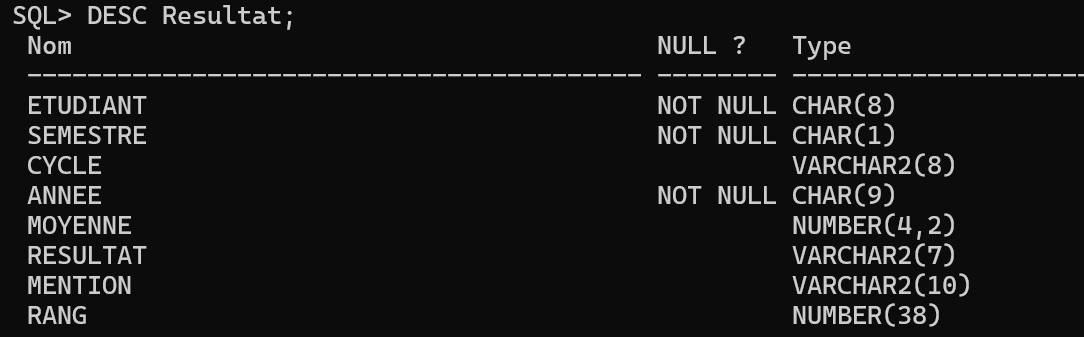 SQL> DESC Resultat;
Nom                                       NULL ?   Type
----------------------------------------- -------- --------------------
ETUDIANT                                  NOT NULL CHAR(8)
SEMESTRE                                  NOT NULL CHAR(1)
CYCLE                                              VARCHAR2(8)
ANNEE                                     NOT NULL CHAR(9)
MOYENNE                                            NUMBER(4,2)
RESULTAT                                           VARCHAR2(7)
MENTION                                            VARCHAR2(10)
RANG                                               NUMBER(38)